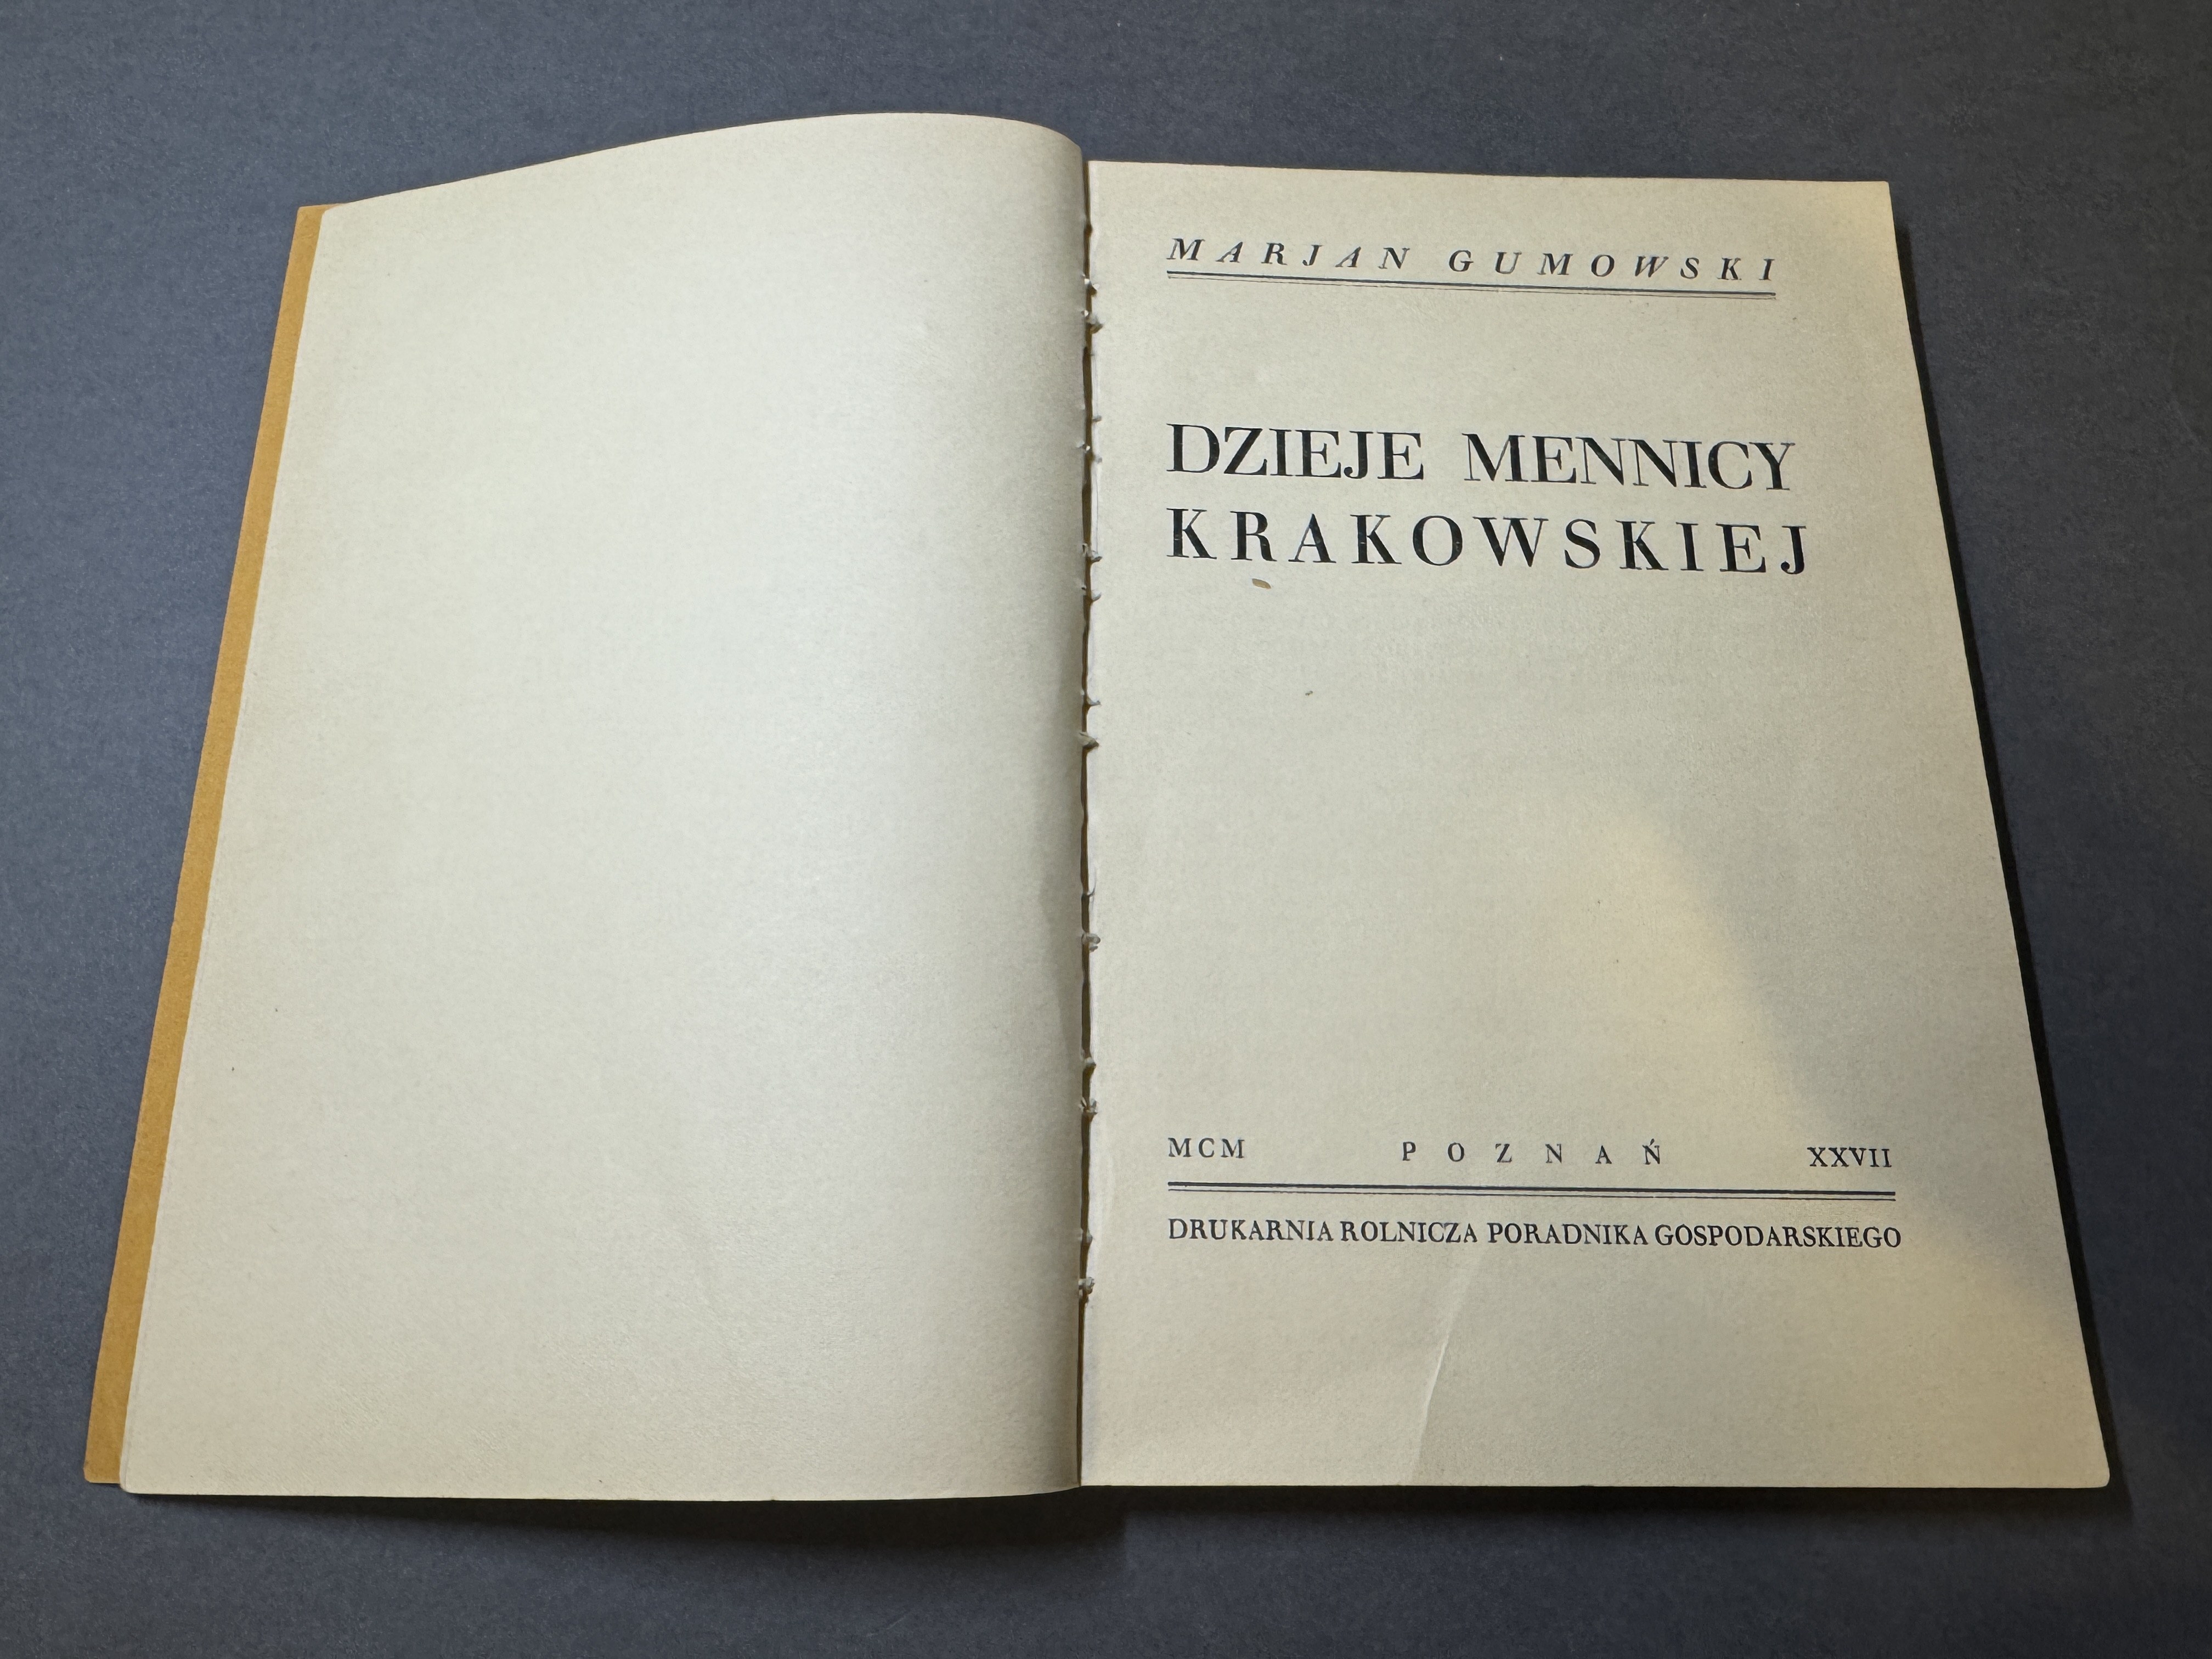 MARJAN GUMOWSKI
DZIEJE MENNICY
KRAKOWSKIEJ
MCM POZNAŃ XXVII
DRUKARNIA ROLNICZA PORADNIKA GOSPODARSKIEGO